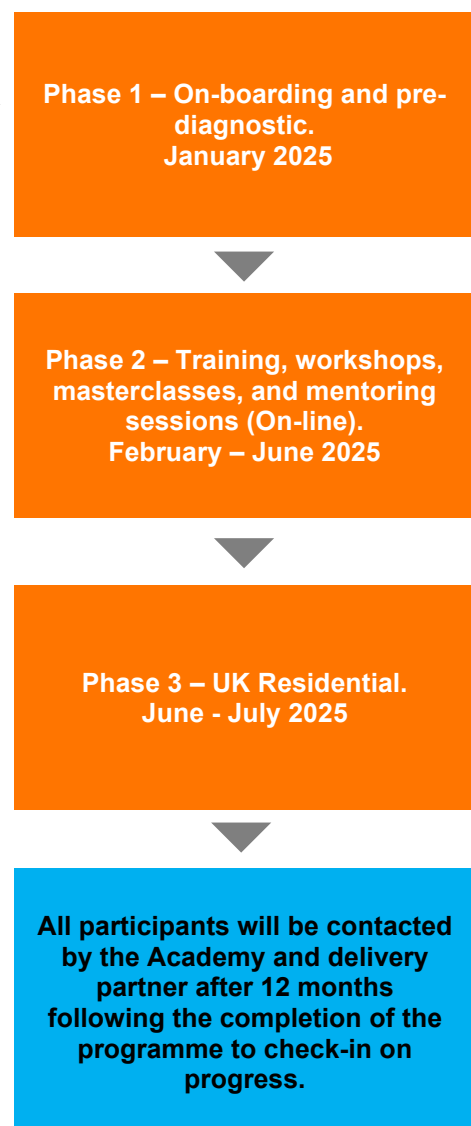 Phase 1 – On-boarding and pre-
diagnostic.
January 2025
Phase 2 – Training, workshops,
masterclasses, and mentoring
sessions (On-line).
February – June 2025
Phase 3 – UK Residential.
June - July 2025
All participants will be contacted
by the Academy and delivery
partner after 12 months
following the completion of the
programme to check-in on
progress.